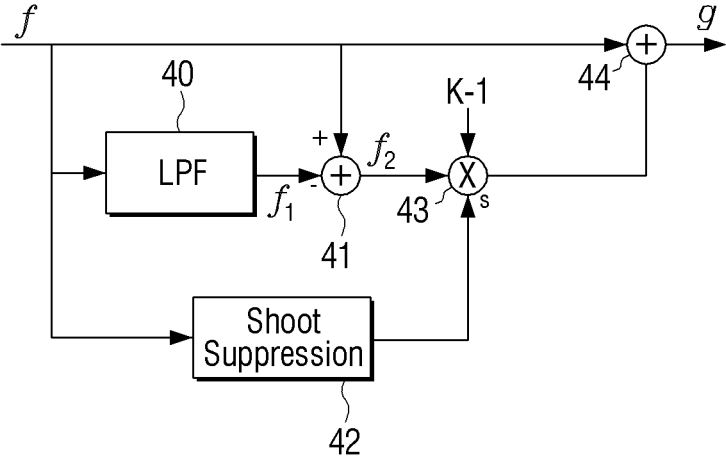 f
g
40
44
K-1
LPF
+
f2
+
X
+
-
f1
43
s
41
Shoot
Suppression
42